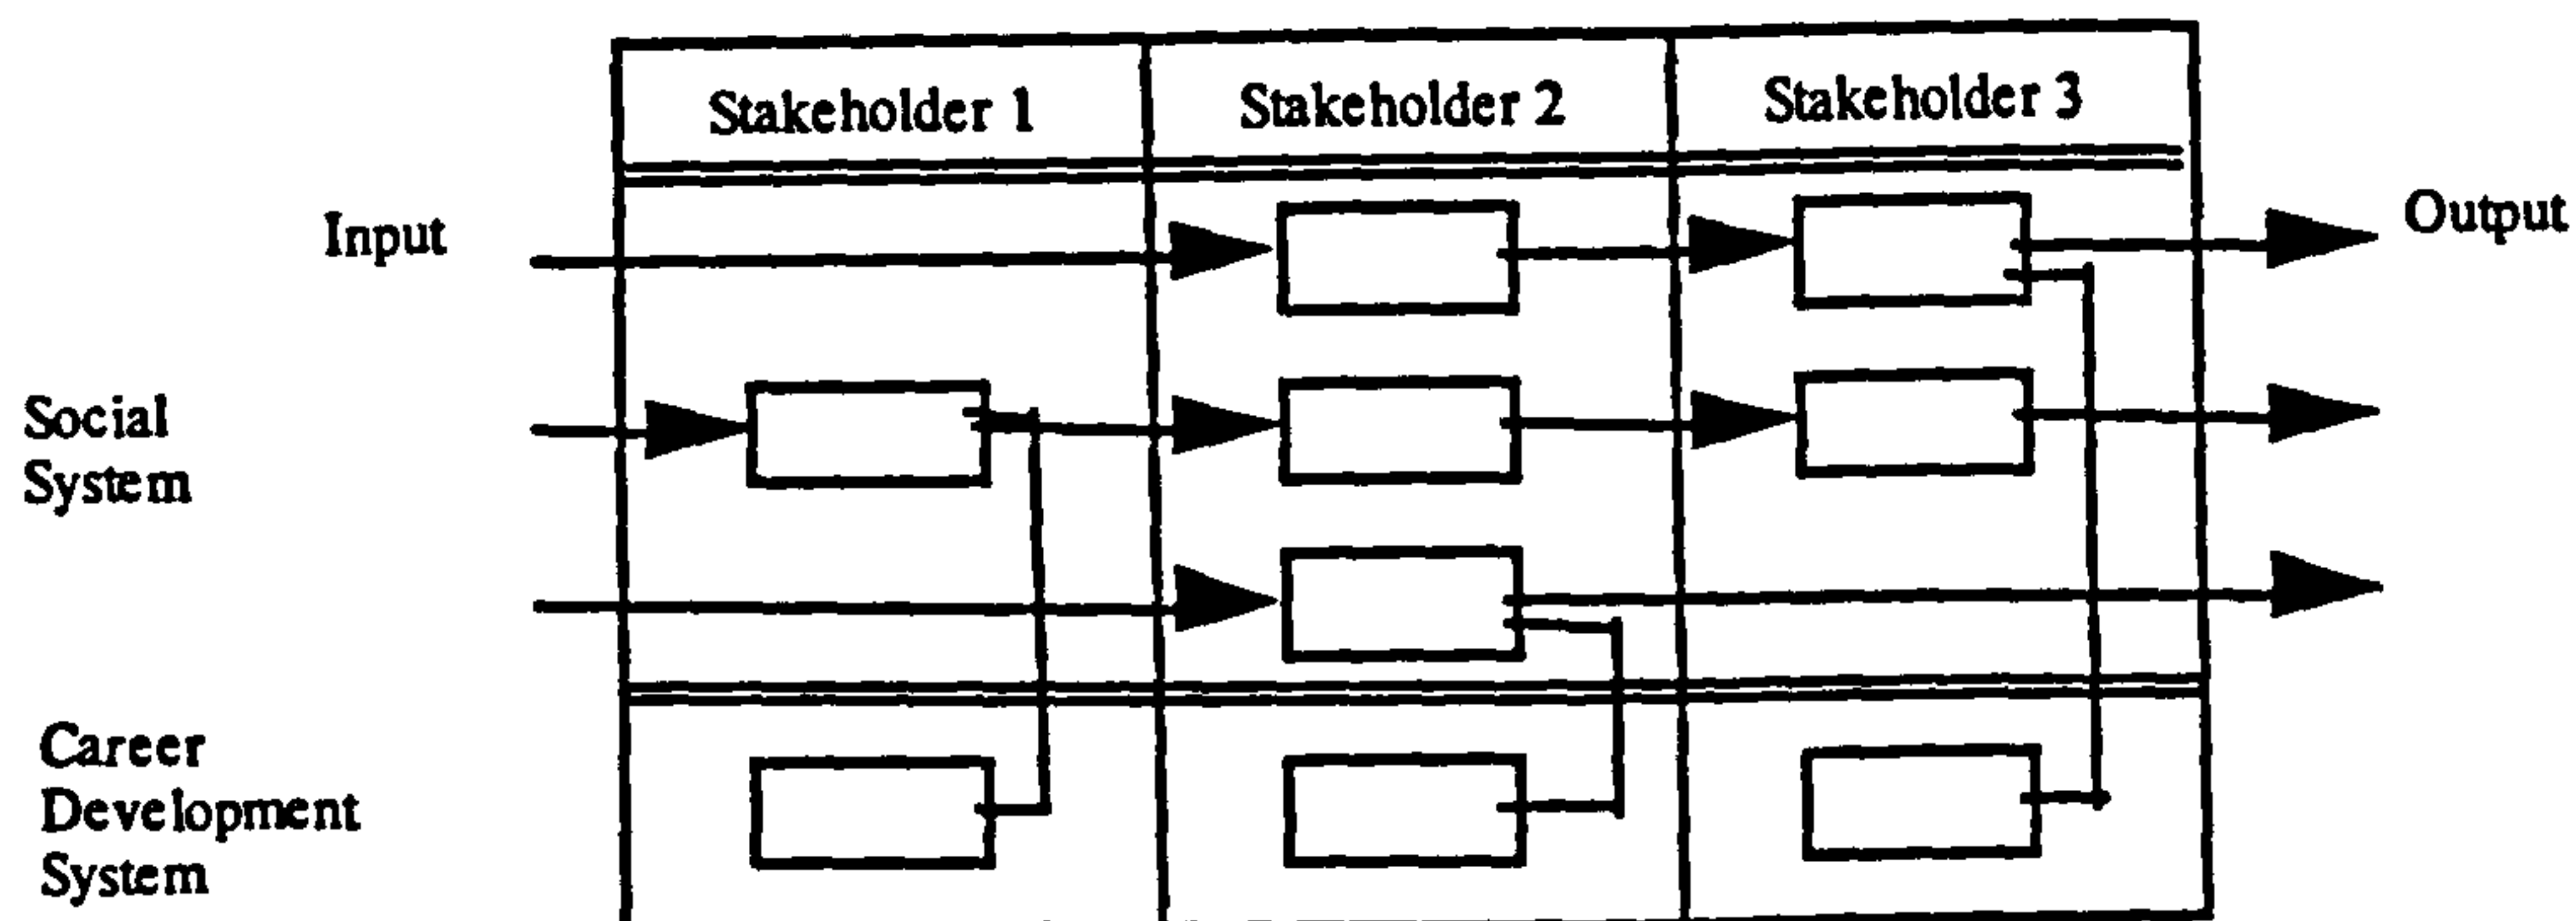 Stakeholder 1
Stakeholder 2
Stakeholder 3
Input
Output
Social
System
Career
Development
System